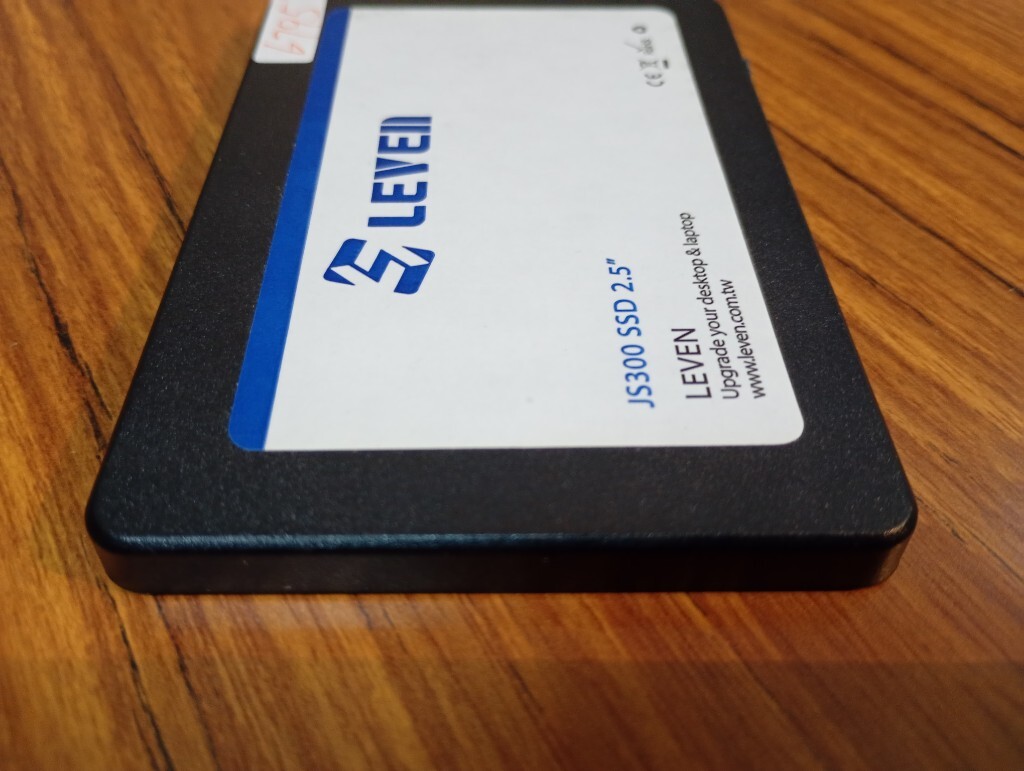 LEVEN
JS300 SSD 2.5"
LEVEN
Upgrade your desktop & laptop
www.leven.com.tw